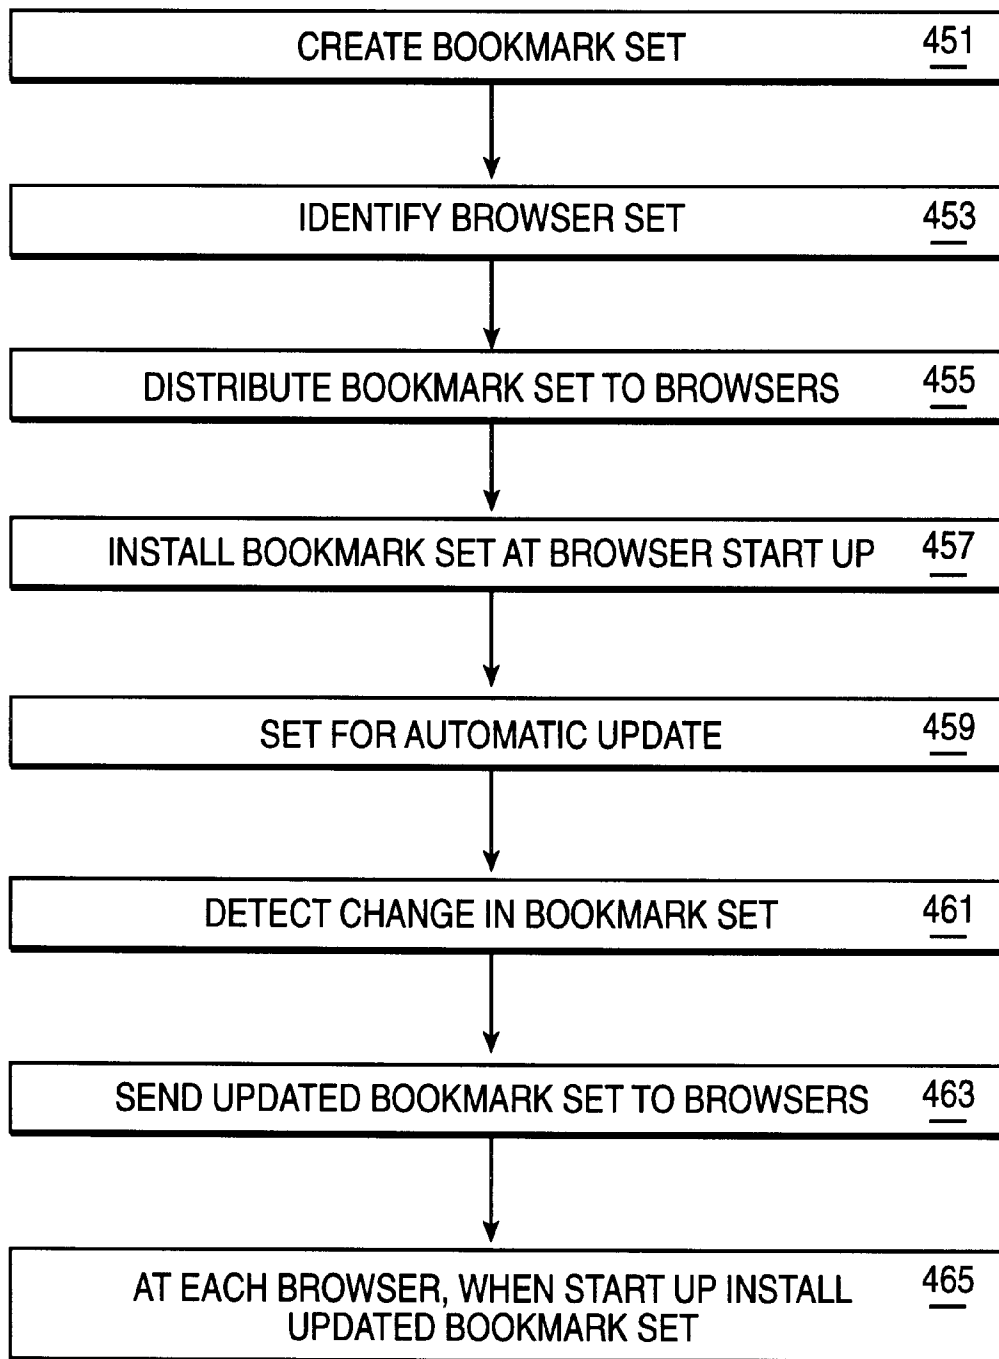 CREATE BOOKMARK SET 451
IDENTIFY BROWSER SET 453
DISTRIBUTE BOOKMARK SET TO BROWSERS 455
INSTALL BOOKMARK SET AT BROWSER START UP 457
SET FOR AUTOMATIC UPDATE 459
DETECT CHANGE IN BOOKMARK SET 461
SEND UPDATED BOOKMARK SET TO BROWSERS 463
AT EACH BROWSER, WHEN START UP INSTALL 465
UPDATED BOOKMARK SET